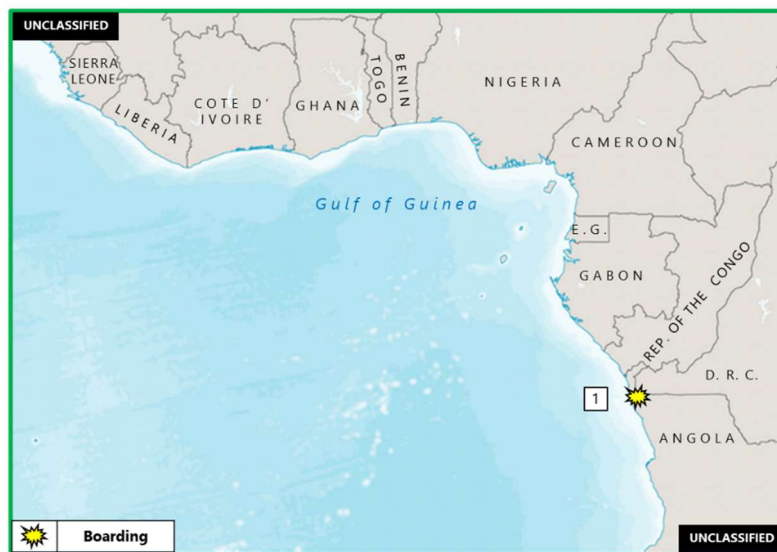 UNCLASSIFIED
SIERRA
LEONE
LIBERIA
COTE D'
IVOIRE
GHANA
TOGO
BENIN
NIGERIA
CAMEROON
Gulf of Guinea
E.G.
GABON
REP. OF THE CONGO
D. R. C.
1
ANGOLA
Boarding
UNCLASSIFIED